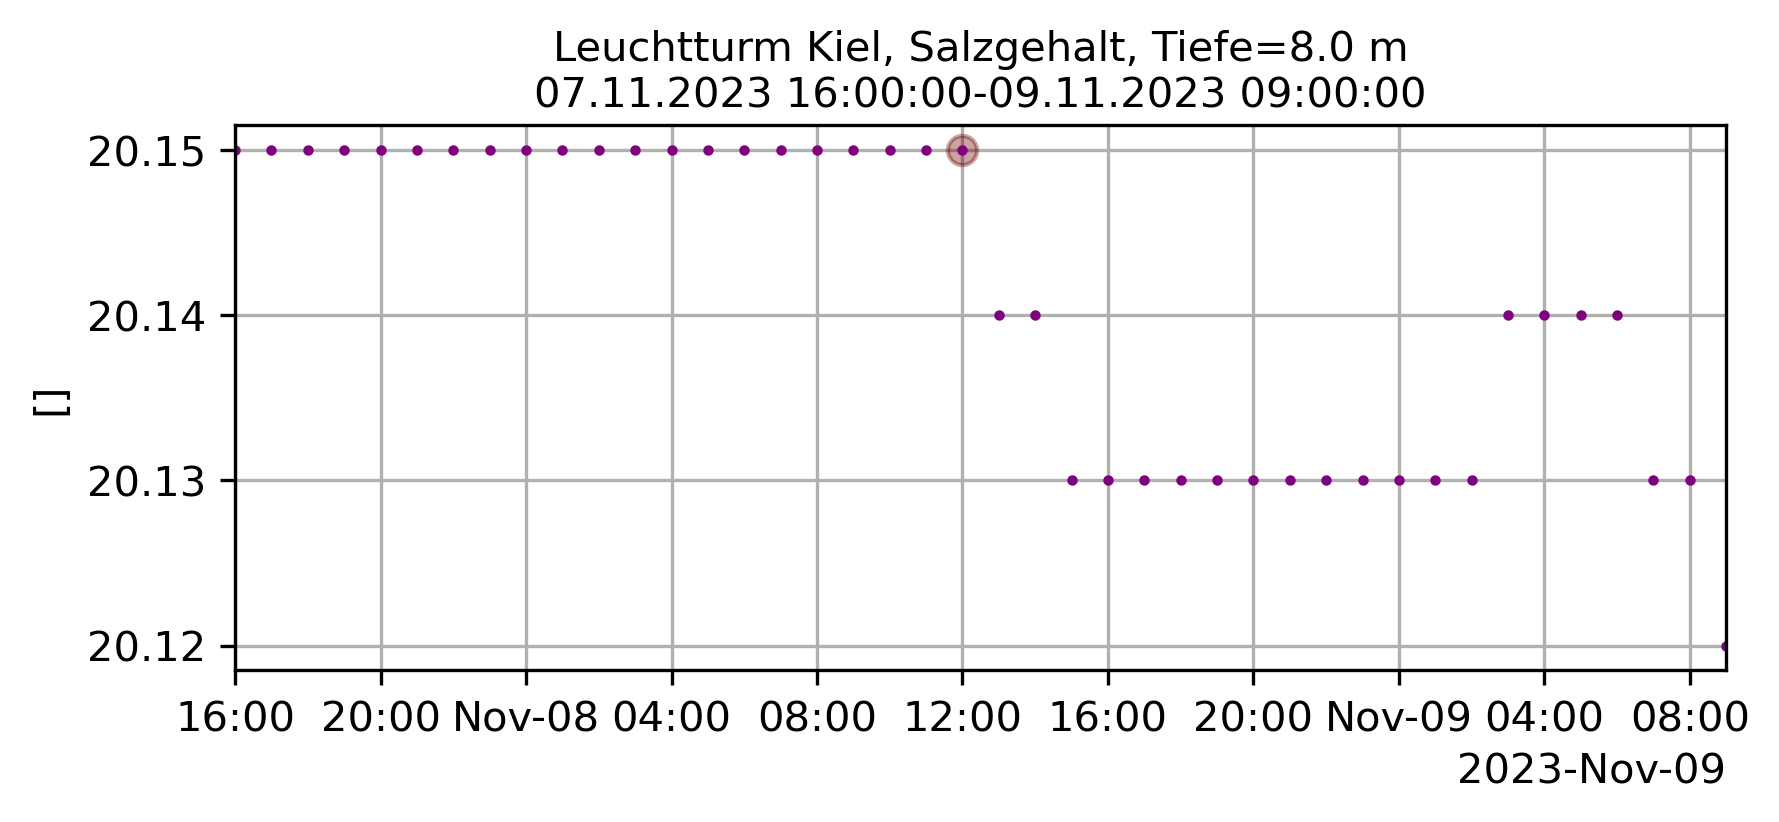 Leuchtturm Kiel, Salzgehalt, Tiefe=8.0 m
07.11.2023 16:00:00-09.11.2023 09:00:00
20.15
20.14
[]
20.13
20.12
16:00 20:00 Nov-08 04:00 08:00 12:00 16:00 20:00 Nov-09 04:00 08:00
2023-Nov-09